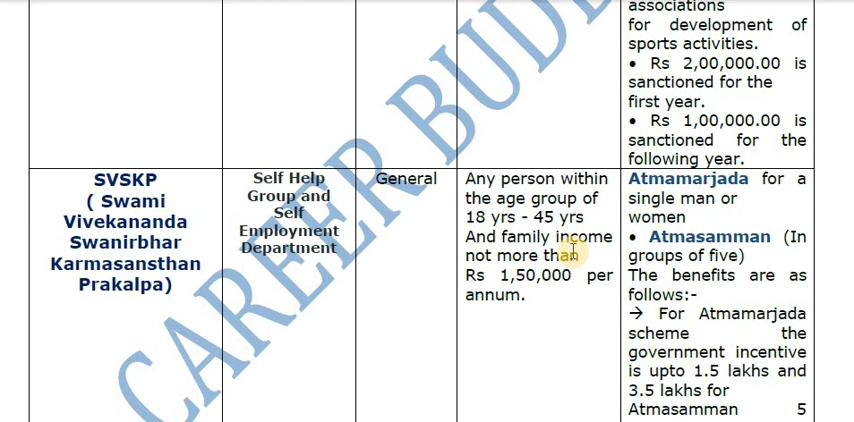 associations
for development of
sports activities.
• Rs 2,00,000.00 is
sanctioned for the
first year.
• Rs 1,00,000.00 is
sanctioned for the
following year.
SVSKP
( Swami
Vivekananda
Swanirbhar
Karmasansthan
Prakalpa)
Self Help
Group and
Self
Employment
Department
General
Any person within
the age group of
18 yrs - 45 yrs
And family income
not more than
Rs 1,50,000 per
annum.
Atmamarjada for a
single man or
women
• Atmasamman (In
groups of five)
The benefits are as
follows:-
→ For Atmamarjada
scheme the
government incentive
is upto 1.5 lakhs and
3.5 lakhs for
Atmasamman 5
CAREER BUDD